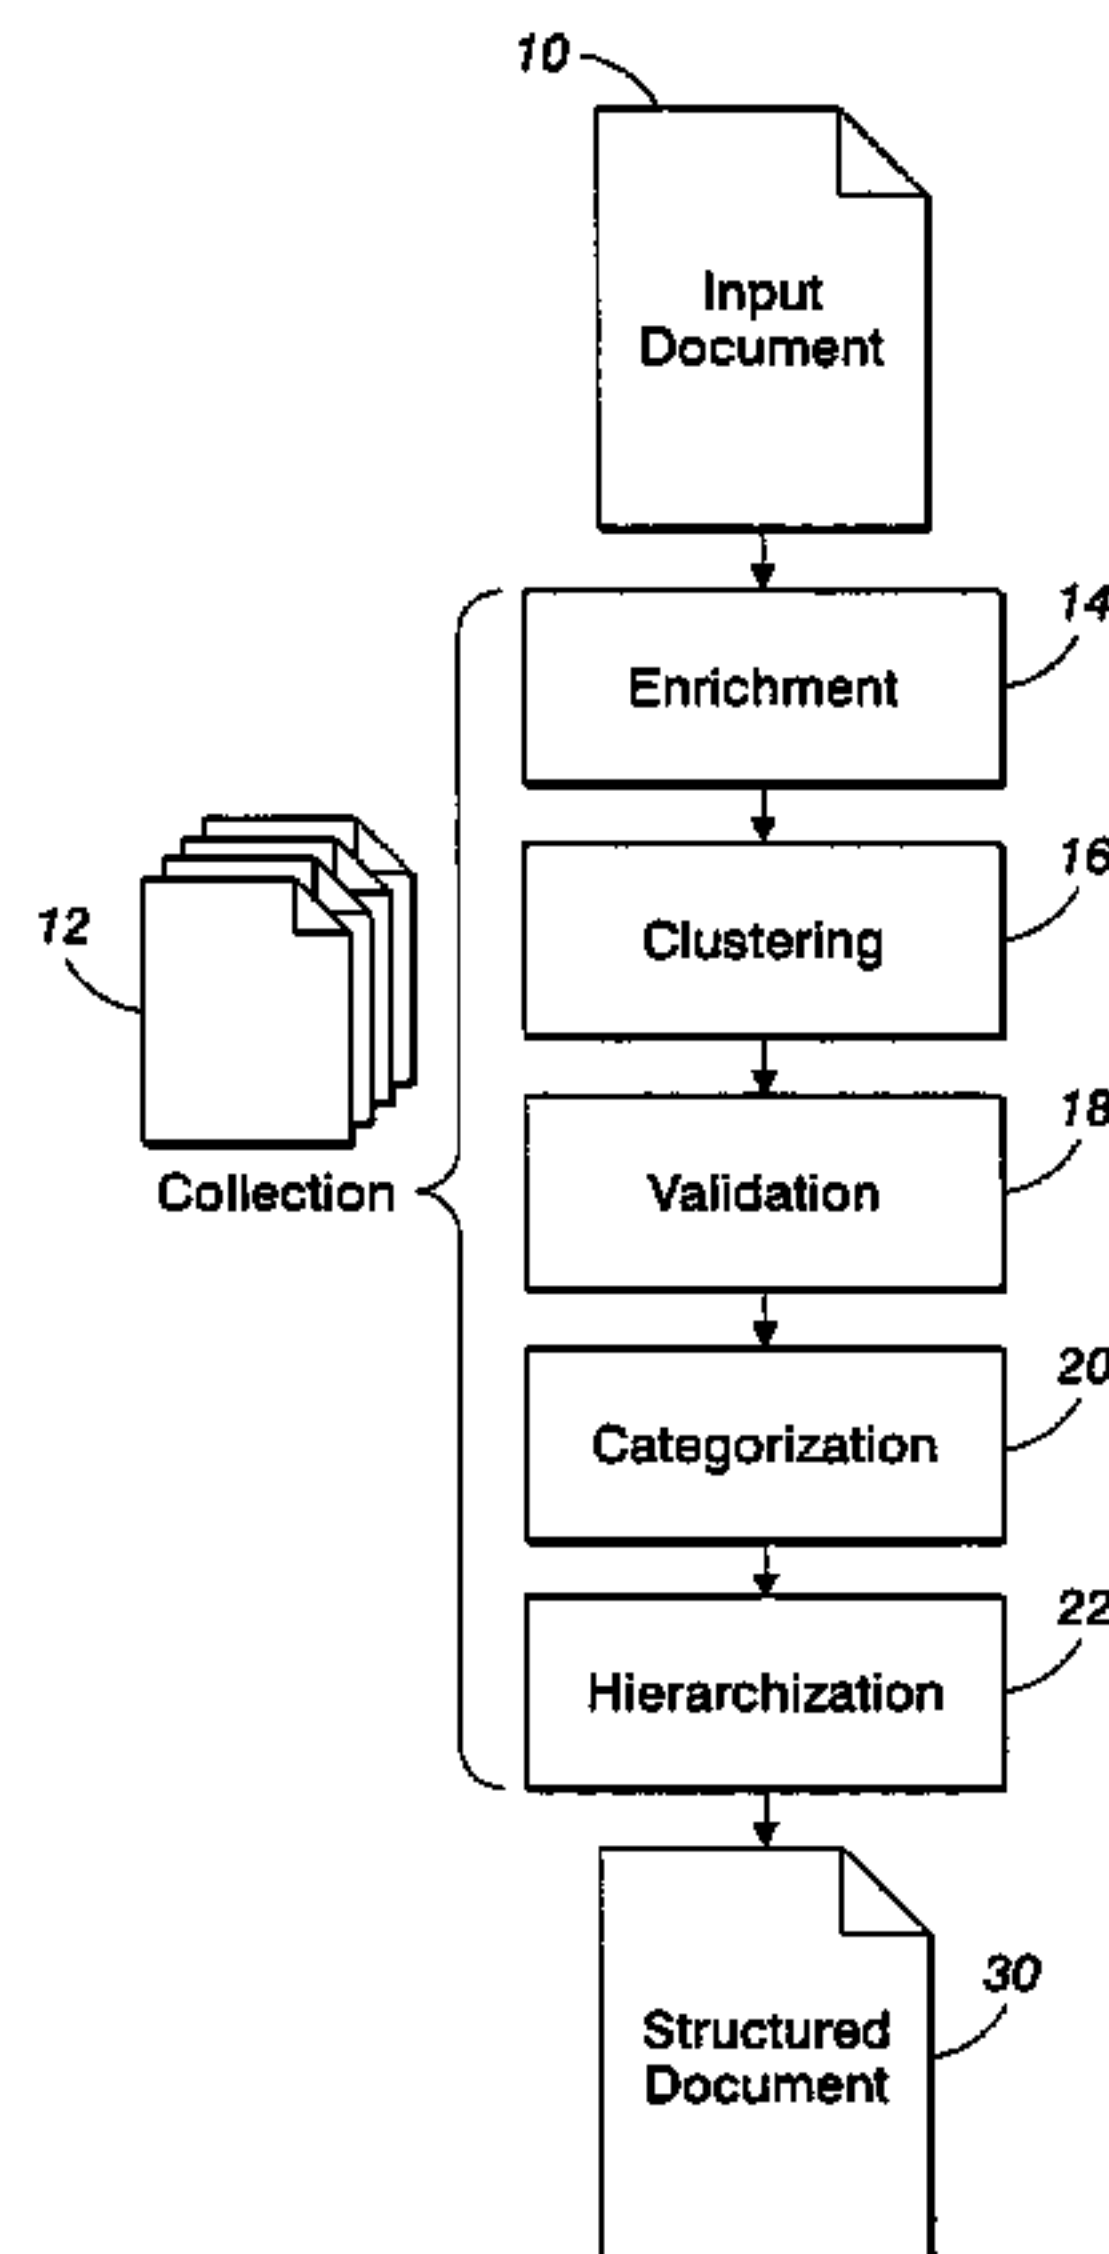 10
Input
Document
14
Enrichment
16
Clustering
12
18
Collection
Validation
20
Categorization
22
Hierarchization
30
Structured
Document